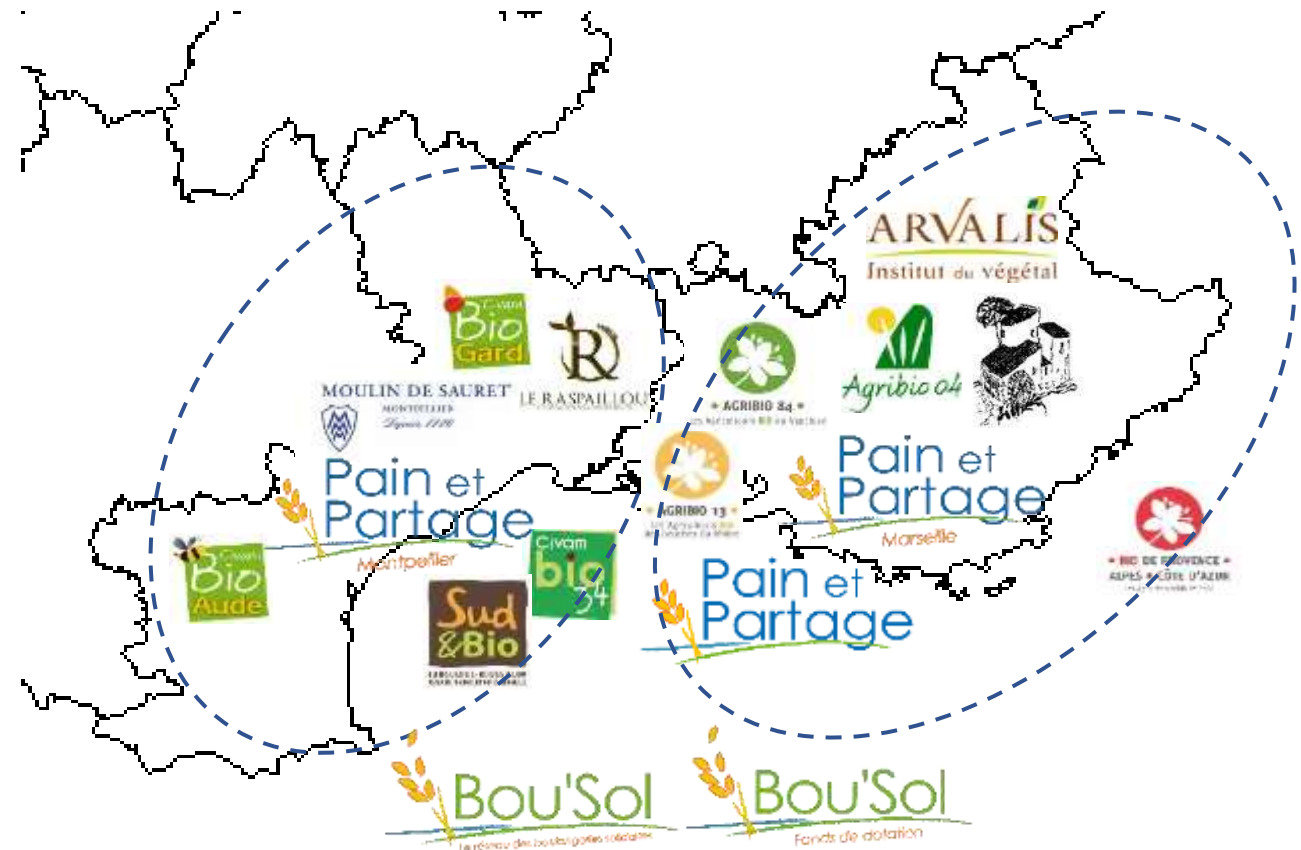 ARVALIS
Institut du végétal
Civam
Bio
Gard
LE RASPAILLOU
MOULIN DE SAURET
MONTPELLIER
Depuis 1880
AGRIBIO 84
Agribio 04
AGRIBIO 13
Pain et
Partage
Montpellier
Pain et
Partage
Marseille
Civam
Bio
Aude
Civam
bio
34
Sud
&Bio
Pain et
Partage
BIO DE PROVENCE
ALPES CÔTE D'AZUR
Bou'Sol
Le réseau des boulangeries solidaires
Bou'Sol
Fonds de dotation